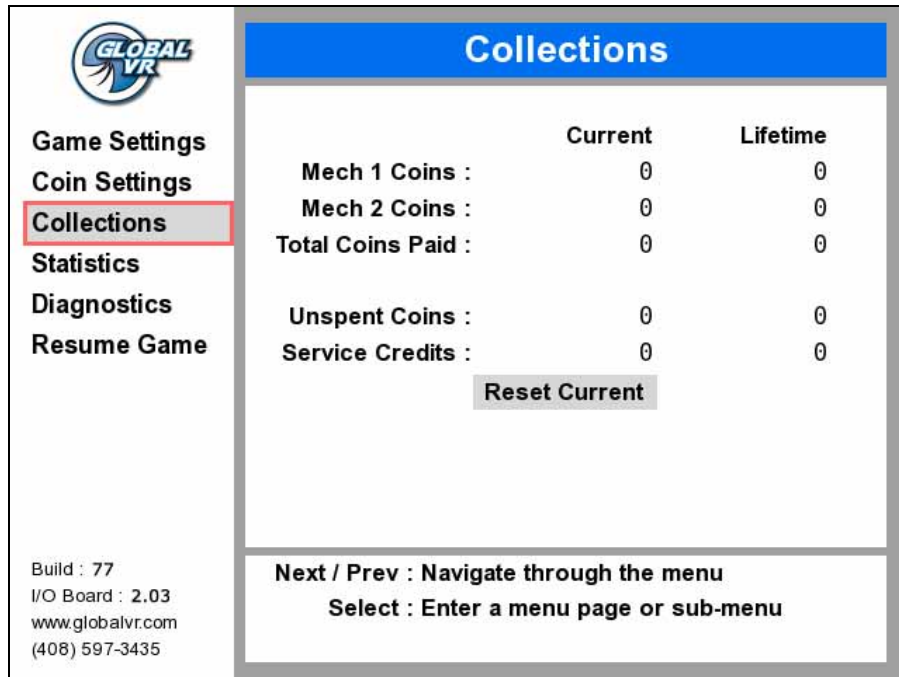 GLOBAL
VR
Game Settings
Coin Settings
Collections
Statistics
Diagnostics
Resume Game
Build : 77
I/O Board : 2.03
www.globalvr.com
(408) 597-3435
Collections
Current Lifetime
Mech 1 Coins : 0 0
Mech 2 Coins : 0 0
Total Coins Paid : 0 0
Unspent Coins : 0 0
Service Credits : 0 0
Reset Current
Next / Prev : Navigate through the menu
Select : Enter a menu page or sub-menu